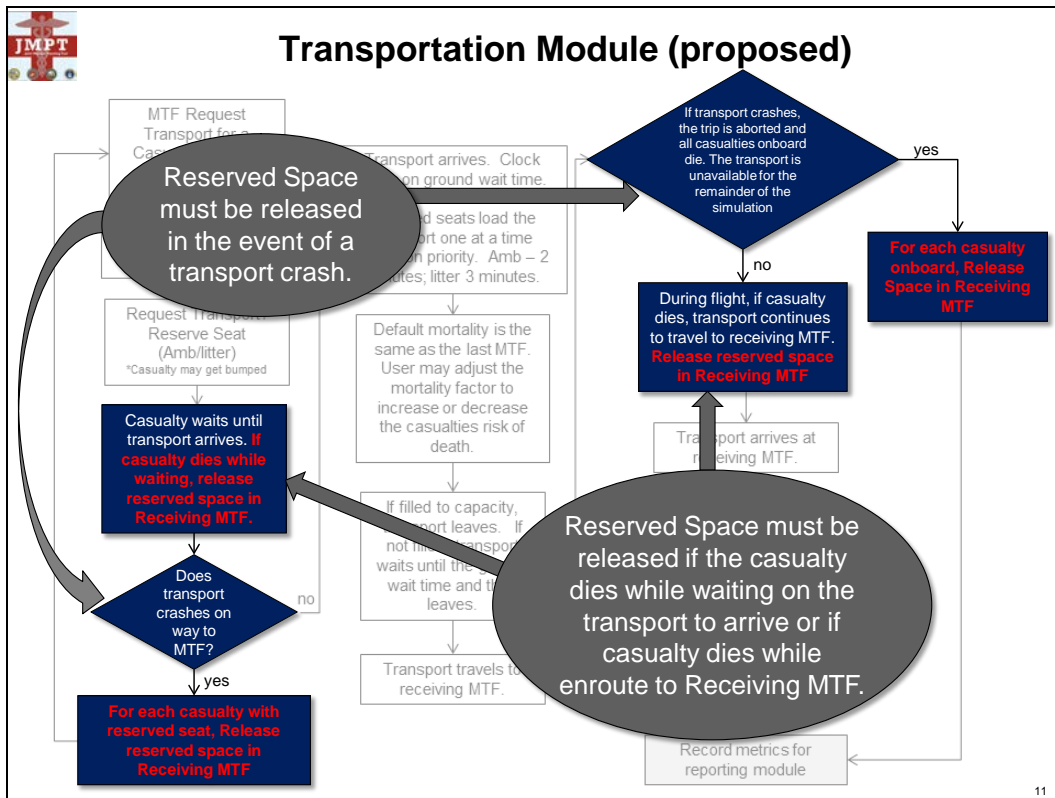 JMPT
Transportation Module (proposed)
MTF Request
Transport for a
Reserved Space
must be released
in the event of a
transport crash.
Transport arrives. Clock
on ground wait time.
seats load the
one at a time
priority. Amb – 2
litter 3 minutes.
Request Transport /
Reserve Seat
(Amb/litter)
*Casualty may get bumped
Casualty waits until
transport arrives. If
casualty dies while
waiting, release
reserved space in
Receiving MTF.
Does
transport
crashes on
way to
MTF?
no
yes
For each casualty with
reserved seat, Release
reserved space in
Receiving MTF
Default mortality is the
same as the last MTF.
User may adjust the
mortality factor to
increase or decrease
the casualties risk of
death.
If filled to capacity,
transport leaves. If
not filled, transport
waits until the
wait time and
leaves.
Transport travels to
receiving MTF.
If transport crashes,
the trip is aborted and
all casualties onboard
die. The transport is
unavailable for the
remainder of the
simulation
yes
no
For each casualty
onboard, Release
Space in Receiving
MTF
During flight, if casualty
dies, transport continues
to travel to receiving MTF.
Release reserved space
in Receiving MTF
Transport arrives at
receiving MTF.
Reserved Space must be
released if the casualty
dies while waiting on the
transport to arrive or if
casualty dies while
enroute to Receiving MTF.
Record metrics for
reporting module
11